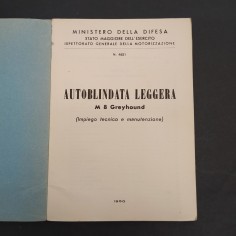 MINISTERO DELLA DIFESA
STATO MAGGIORE DELL'ESERCITO
ISPETTORATO GENERALE DELLA MOTORIZZAZIONE
AUTOBLINDATA LEGGERA
M 8 Greyhound
(Impiego tecnico e manutenzione)